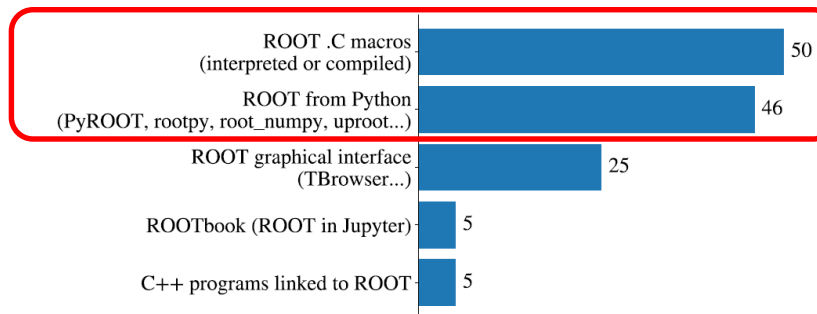 ROOT .C macros
(interpreted or compiled)
50
ROOT from Python
(PyROOT, rootpy, root_numpy, uproot...)
46
ROOT graphical interface
(TBrowser...)
25
ROOTbook (ROOT in Jupyter)
5
C++ programs linked to ROOT
5